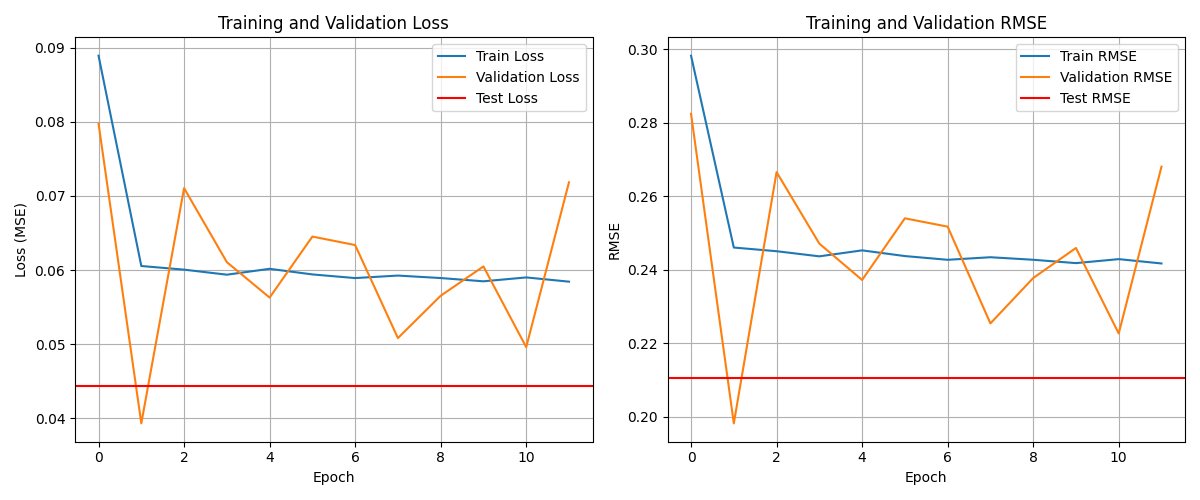 Training and Validation Loss
0.09
0.08
0.07
0.06
0.05
0.04
Loss (MSE)
Train Loss
Validation Loss
Test Loss
0 2 4 6 8 10
Epoch
Training and Validation RMSE
0.30
0.28
0.26
0.24
0.22
0.20
RMSE
Train RMSE
Validation RMSE
Test RMSE
0 2 4 6 8 10
Epoch